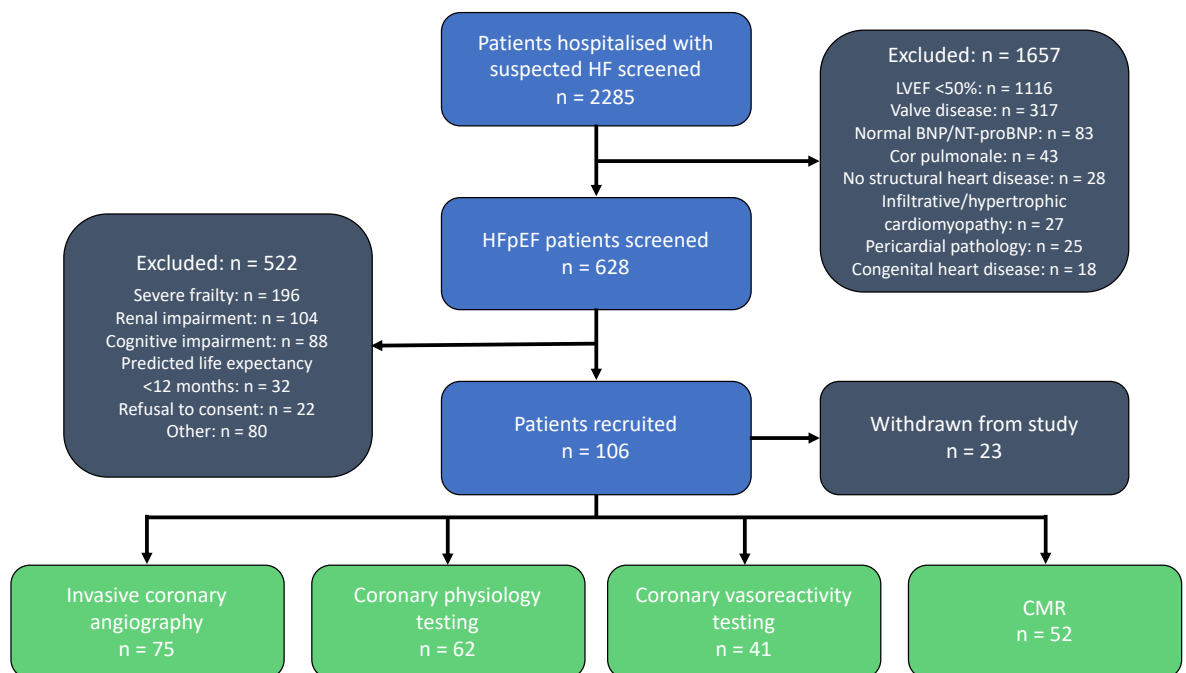 Patients hospitalised with
suspected HF screened
n = 2285
Excluded: n = 1657
LVEF <50%: n = 1116
Valve disease: n = 317
Normal BNP/NT-proBNP: n = 83
Cor pulmonale: n = 43
No structural heart disease: n = 28
Infiltrative/hypertrophic
cardiomyopathy: n = 27
Pericardial pathology: n = 25
Congenital heart disease: n = 18
HFpEF patients screened
n = 628
Excluded: n = 522
Severe frailty: n = 196
Renal impairment: n = 104
Cognitive impairment: n = 88
Predicted life expectancy
<12 months: n = 32
Refusal to consent: n = 22
Other: n = 80
Patients recruited
n = 106
Withdrawn from study
n = 23
Invasive coronary
angiography
n = 75
Coronary physiology
testing
n = 62
Coronary vasoreactivity
testing
n = 41
CMR
n = 52